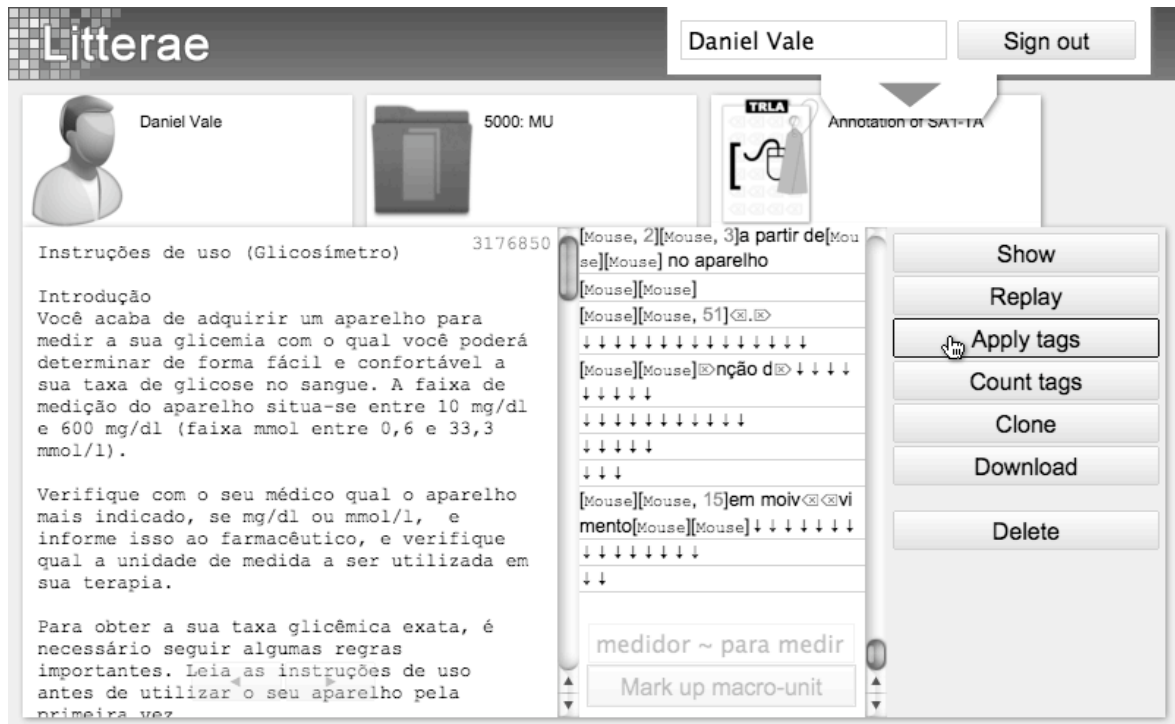 Litterae
Daniel Vale
Sign out
Daniel Vale
5000: MU
TRLA
Annotation of SA1-TA
3176850
Instruções de uso (Glicosímetro)
Introdução
Você acaba de adquirir um aparelho para
medir a sua glicemia com o qual você poderá
determinar de forma fácil e confortável a
sua taxa de glicose no sangue. A faixa de
medição do aparelho situa-se entre 10 mg/dl
e 600 mg/dl (faixa mmol entre 0,6 e 33,3
mmol/l).
Verifique com o seu médico qual o aparelho
mais indicado, se mg/dl ou mmol/l, e
informe isso ao farmacêutico, e verifique
qual a unidade de medida a ser utilizada em
sua terapia.
Para obter a sua taxa glicêmica exata, é
necessário seguir algumas regras
importantes. Leia as instruções de uso
antes de utilizar o seu aparelho pela
primeira vez
[Mouse, 2][Mouse, 3]a partir de[Mou
se][Mouse] no aparelho
[Mouse][Mouse]
[Mouse][Mouse, 51]⌫.⌦
↓↓↓↓↓↓↓↓↓↓↓↓↓↓
[Mouse][Mouse]⌦nção d⌦↓↓↓↓
↓↓↓↓↓
↓↓↓↓↓↓↓↓↓↓↓
↓↓↓↓↓
↓↓↓
[Mouse][Mouse, 15]em moiv⌫⌫vi
mento[Mouse][Mouse]↓↓↓↓↓↓↓
↓↓↓↓↓↓↓↓
↓↓
medidor ~ para medir
Mark up macro-unit
Show
Replay
Apply tags
Count tags
Clone
Download
Delete